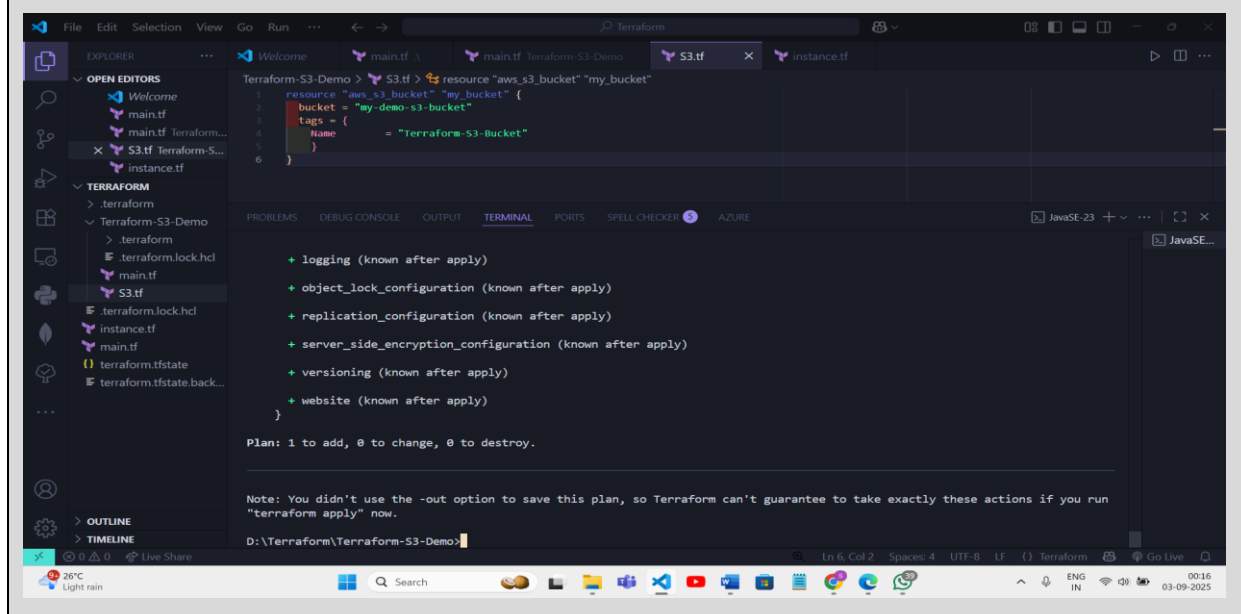 File Edit Selection View Go Run ··· Terraform
EXPLORER ···
OPEN EDITORS
Welcome
main.tf
main.tf Terraform...
S3.tf Terraform-S...
instance.tf
TERRAFORM
.terraform
Terraform-S3-Demo
.terraform
.terraform.lock.hcl
main.tf
S3.tf
.terraform.lock.hcl
instance.tf
main.tf
terraform.tfstate
terraform.tfstate.back...
OUTLINE
TIMELINE
Welcome main.tf .\ main.tf Terraform-S3-Demo S3.tf instance.tf
Terraform-S3-Demo > S3.tf > resource "aws_s3_bucket" "my_bucket"
1 resource "aws_s3_bucket" "my_bucket" {
2 bucket = "my-demo-s3-bucket"
3 tags = {
4 Name = "Terraform-S3-Bucket"
5 }
6 }
PROBLEMS DEBUG CONSOLE OUTPUT TERMINAL PORTS SPELL CHECKER 5 AZURE JavaSE-23
JavaSE...
+ logging (known after apply)
+ object_lock_configuration (known after apply)
+ replication_configuration (known after apply)
+ server_side_encryption_configuration (known after apply)
+ versioning (known after apply)
+ website (known after apply)
}
Plan: 1 to add, 0 to change, 0 to destroy.
Note: You didn't use the -out option to save this plan, so Terraform can't guarantee to take exactly these actions if you run
"terraform apply" now.
D:\Terraform\Terraform-S3-Demo>
0 0 Live Share Ln 6, Col 2 Spaces: 4 UTF-8 LF {} Terraform Go Live
26°C
Light rain
Search
39
ENG
IN
00:16
03-09-2025